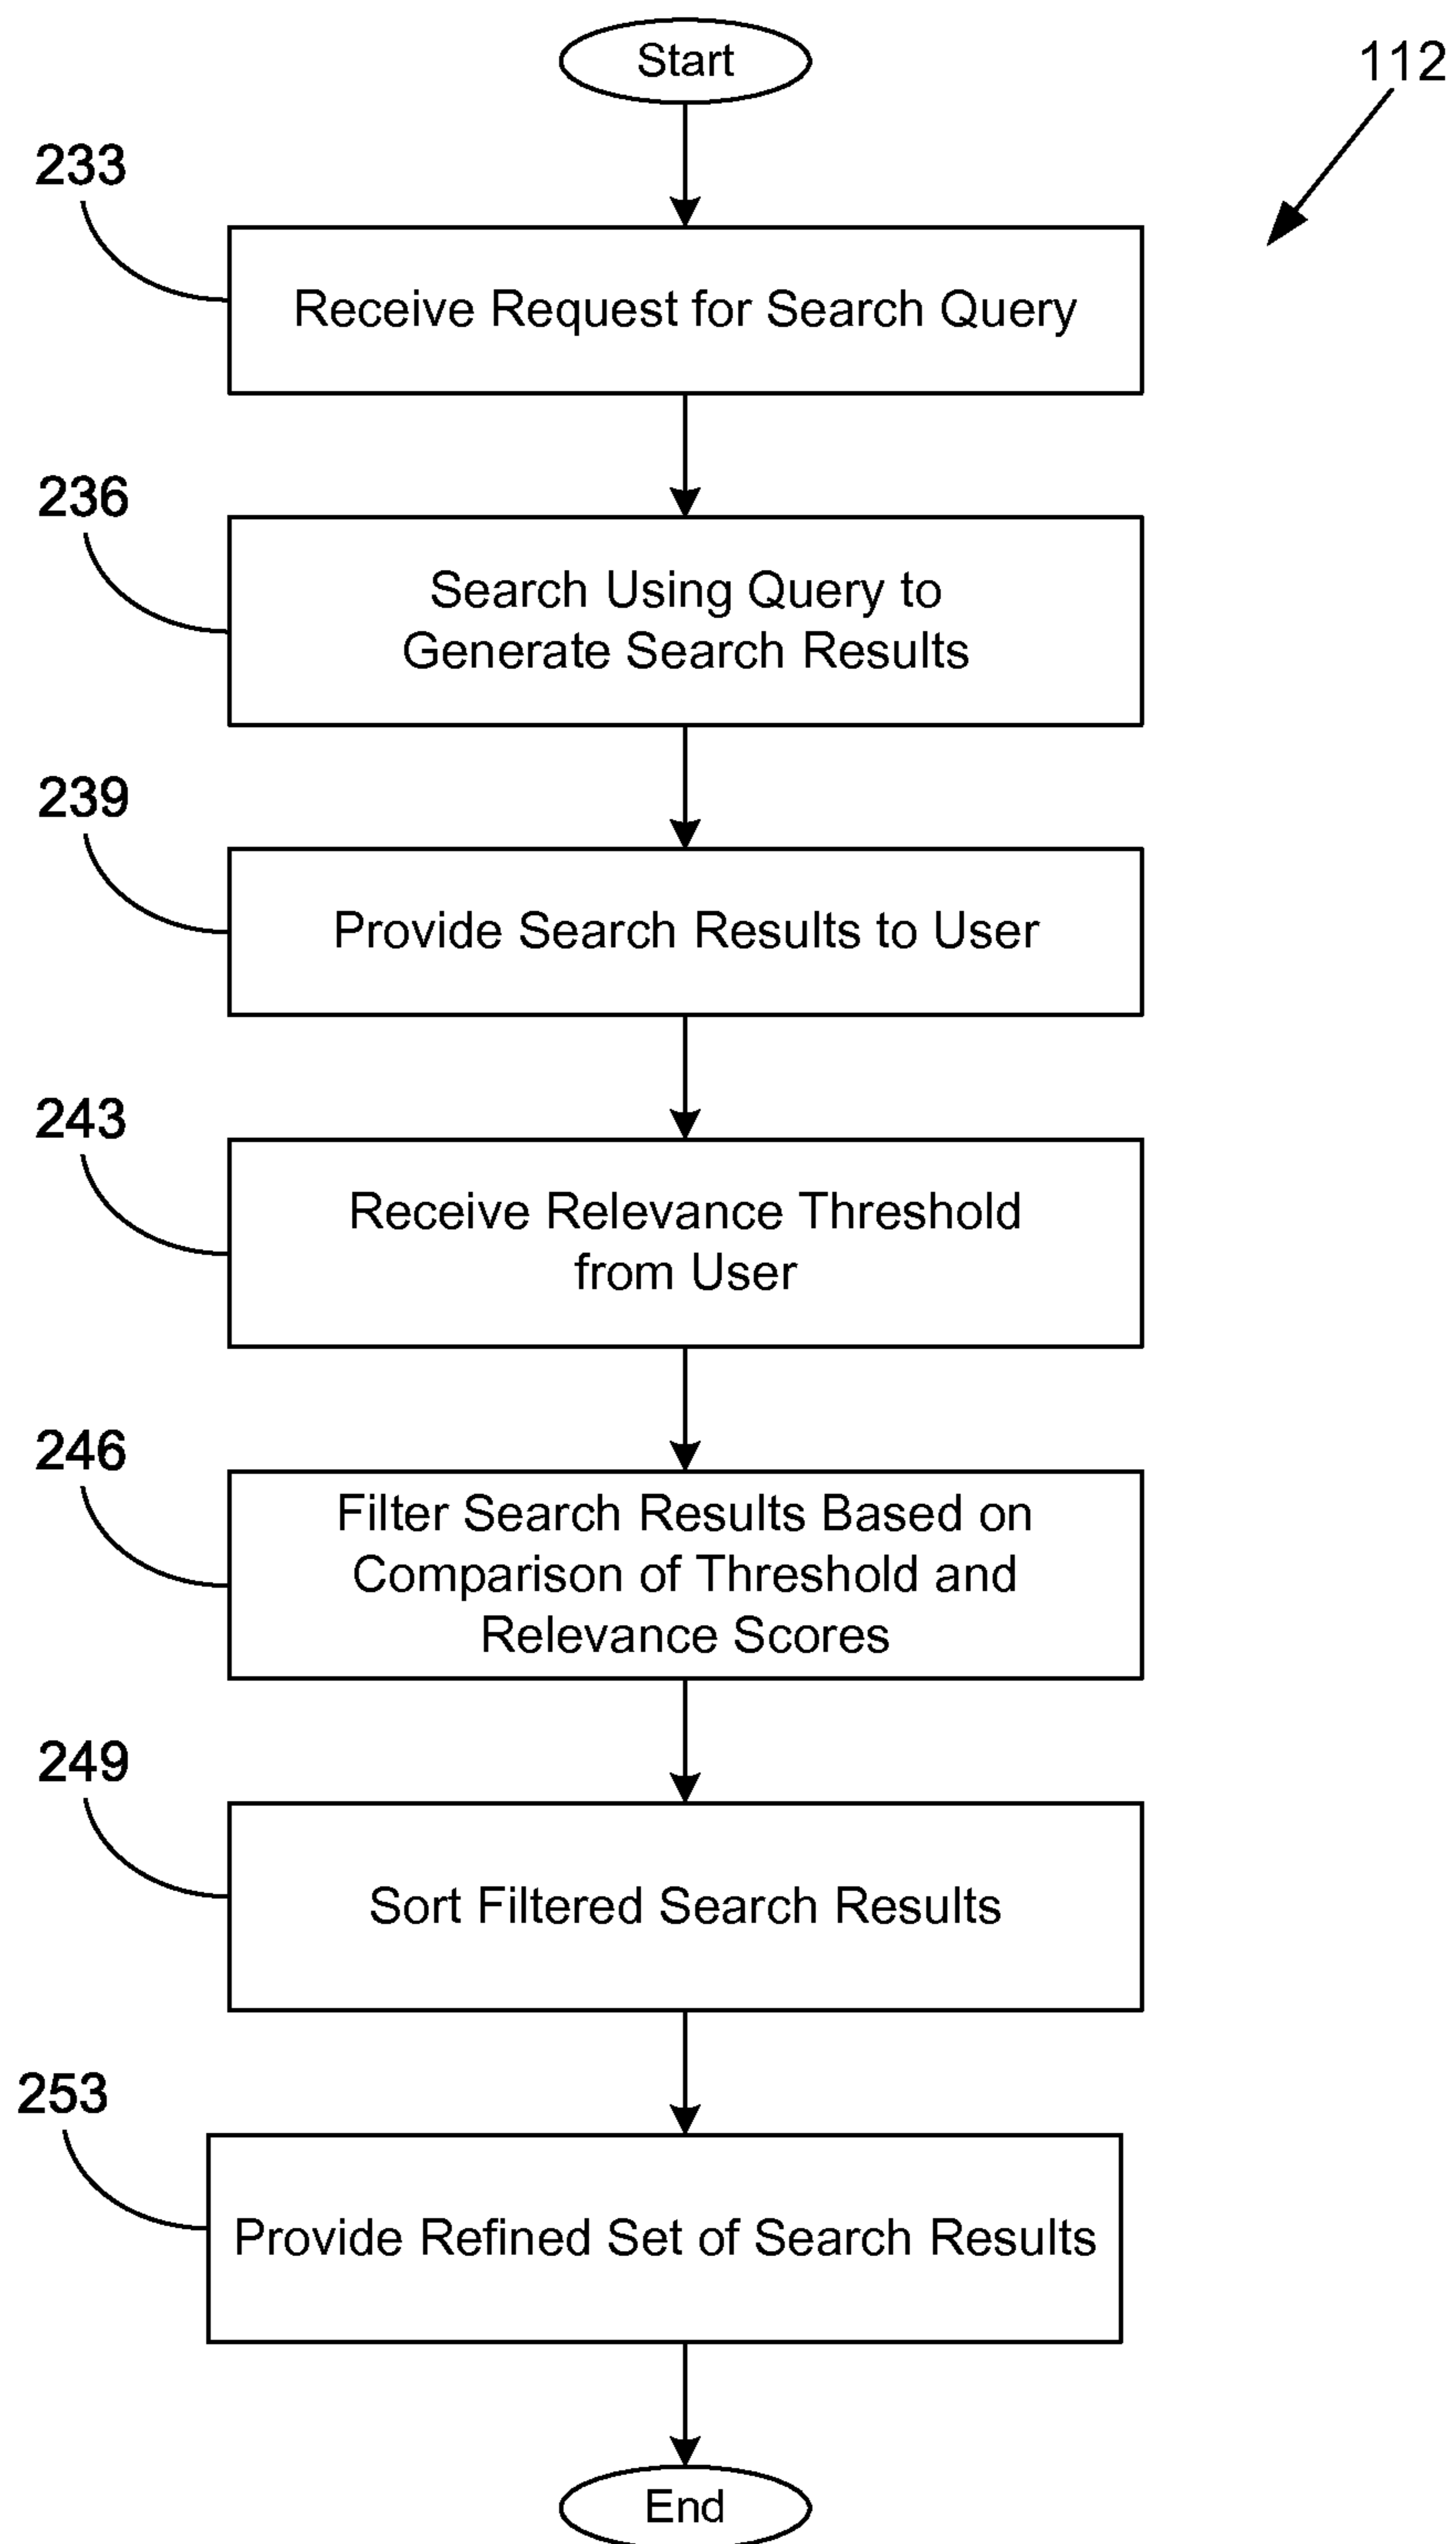 Start
112
233
Receive Request for Search Query
236
Search Using Query to
Generate Search Results
239
Provide Search Results to User
243
Receive Relevance Threshold
from User
246
Filter Search Results Based on
Comparison of Threshold and
Relevance Scores
249
Sort Filtered Search Results
253
Provide Refined Set of Search Results
End